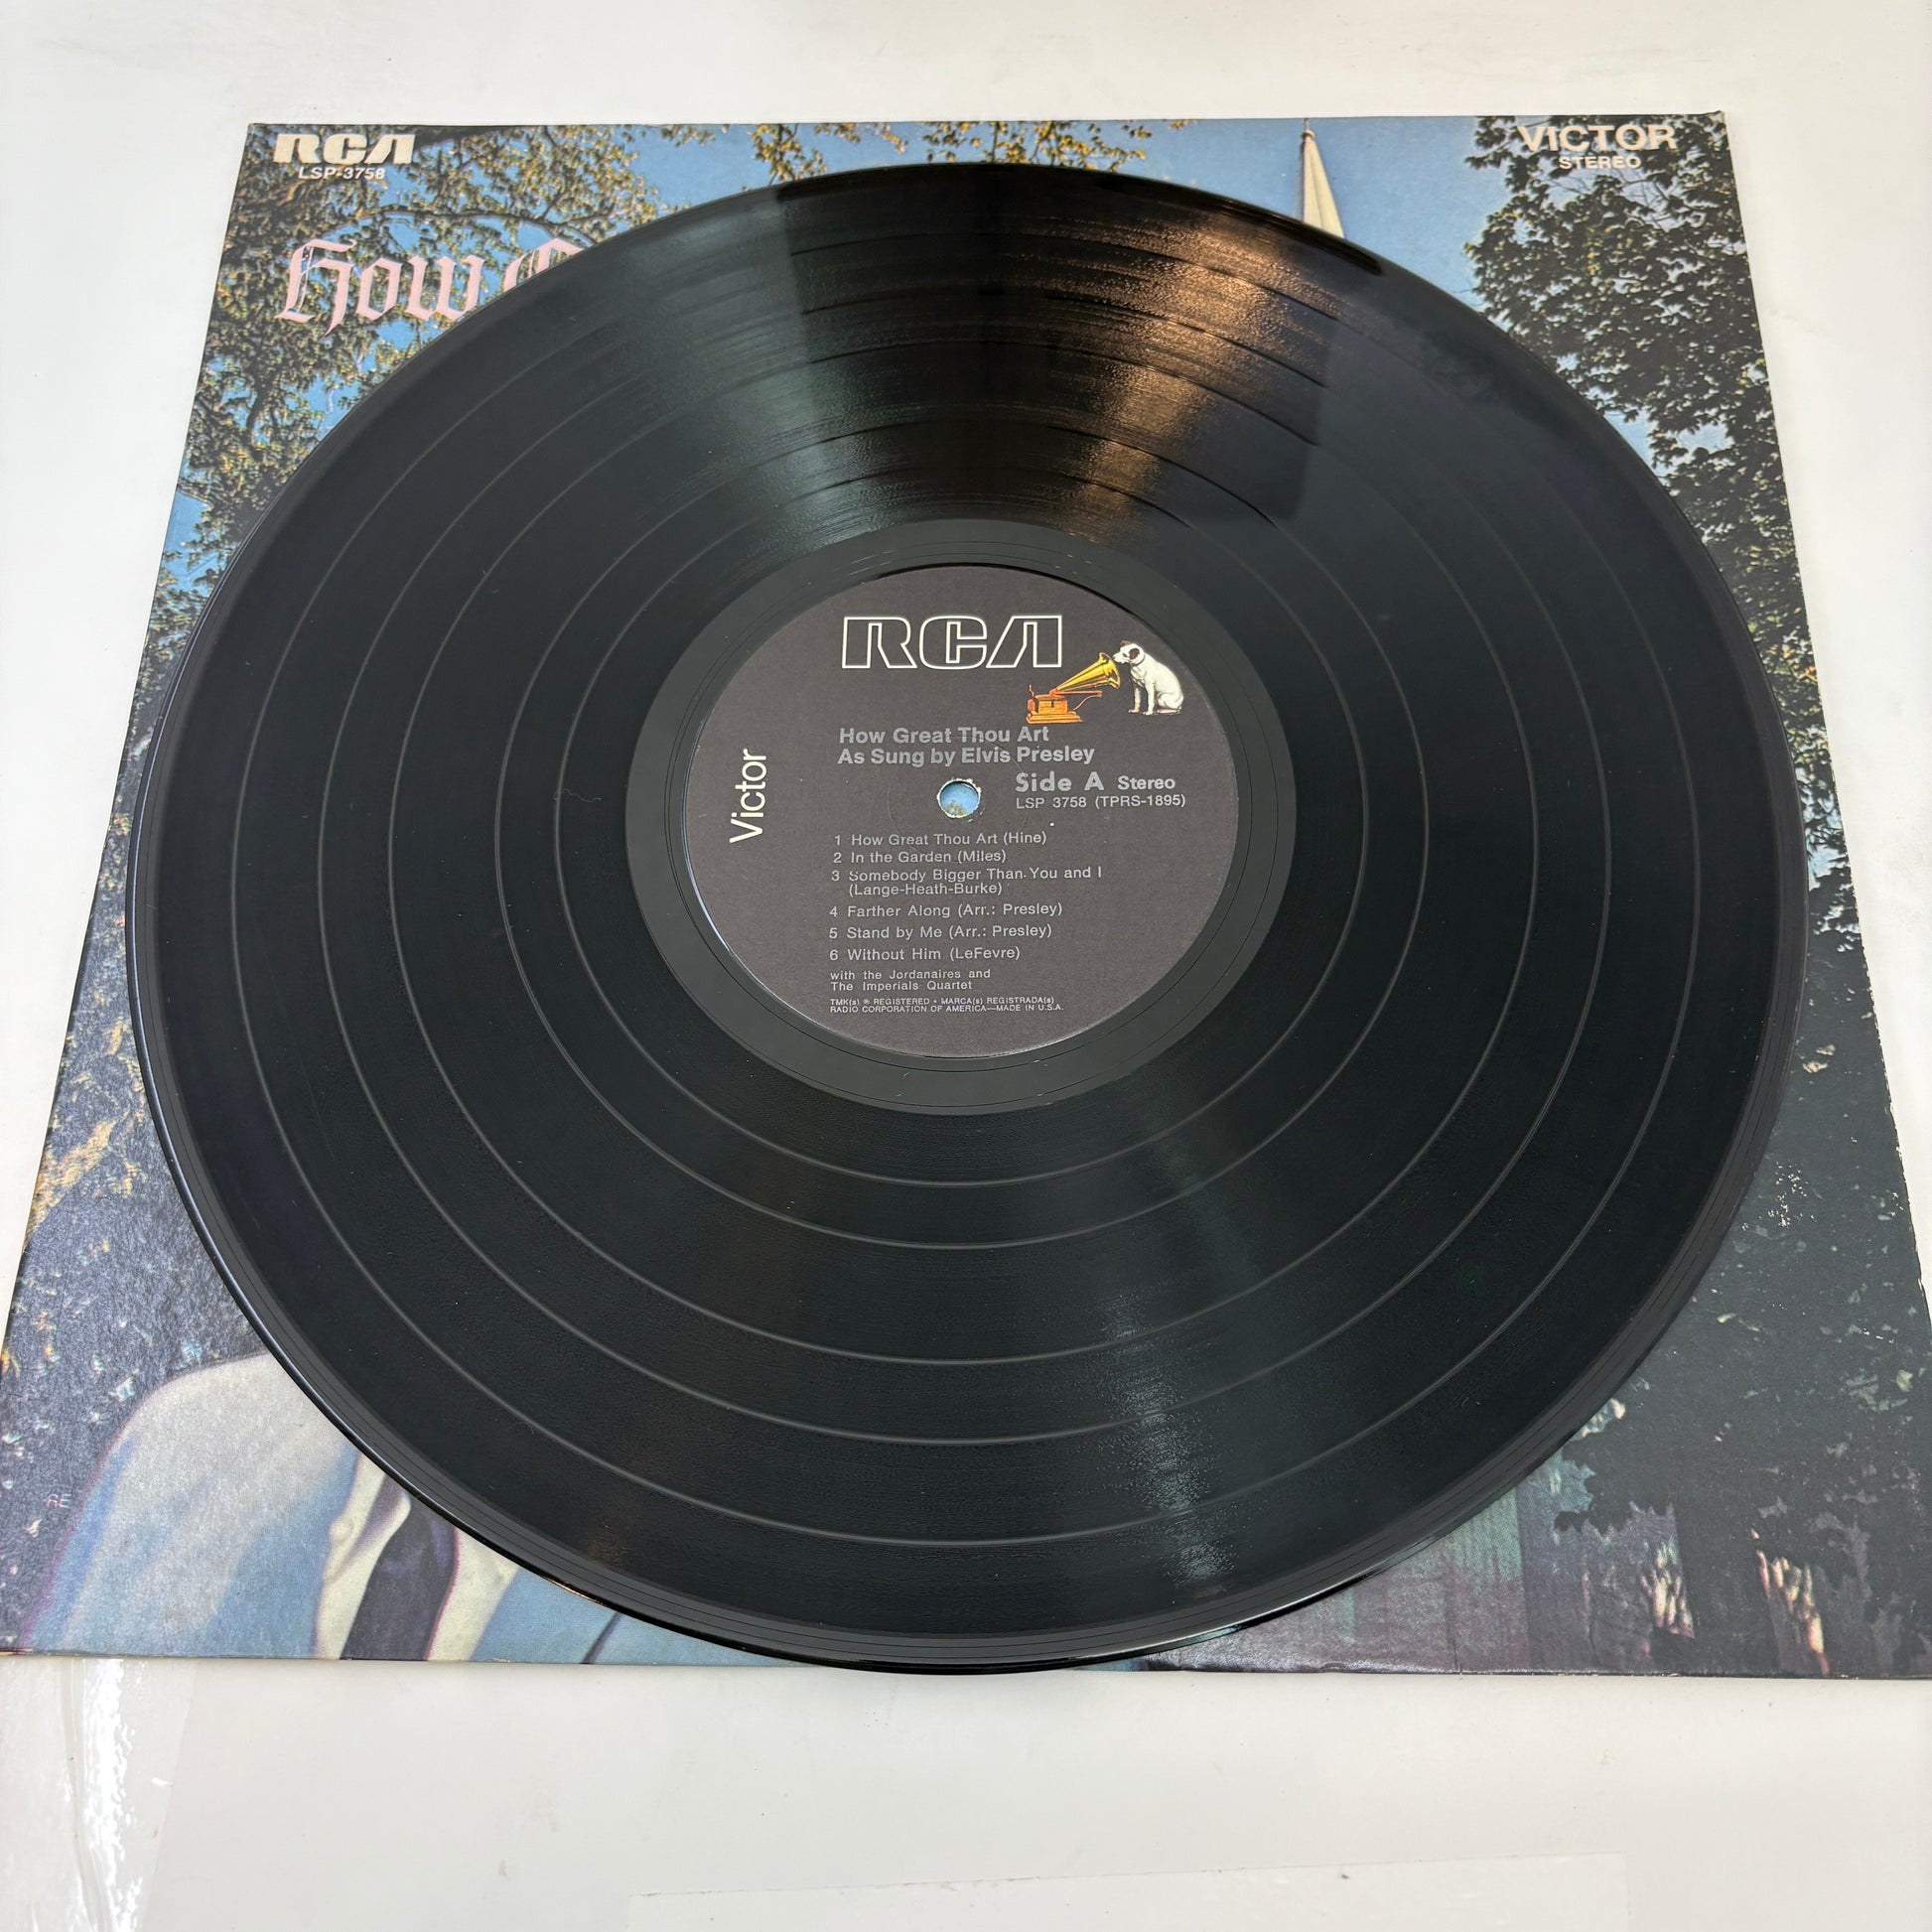 RCA
LSP-3758
VICTOR
STEREO
How
RCA
Victor
How Great Thou Art
As Sung by Elvis Presley
Side A Stereo
LSP 3758 (TPRS-1895)
1 How Great Thou Art (Hine)
2 In the Garden (Miles)
3 Somebody Bigger Than You and I
(Lange-Heath-Burke)
4 Farther Along (Arr.: Presley)
5 Stand by Me (Arr.: Presley)
6 Without Him (LeFevre)
with the Jordanaires and
The Imperials Quartet
TMK(s) ® REGISTERED • MARCA(s) REGISTRADA(s)
RADIO CORPORATION OF AMERICA—MADE IN U.S.A.
RE